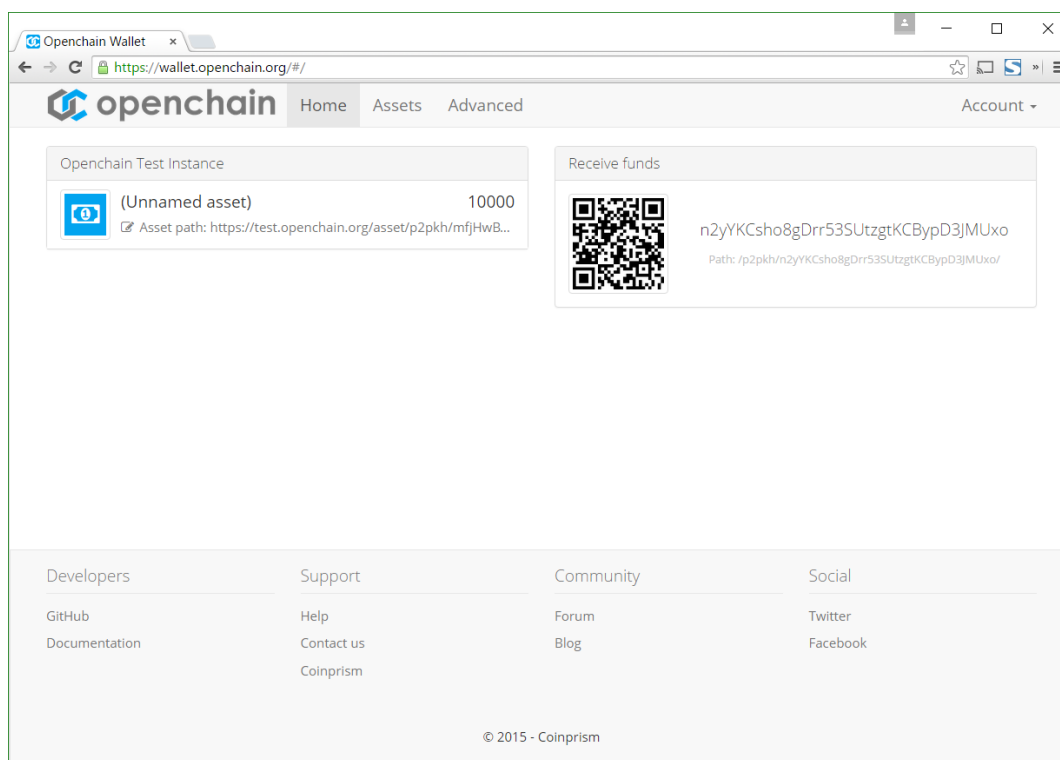 Openchain Wallet
https://wallet.openchain.org/#/
openchain Home Assets Advanced Account
Openchain Test Instance
(Unnamed asset) 10000
Asset path: https://test.openchain.org/asset/p2pkh/mfjHwB...
Receive funds
n2yYKCsho8gDrr53SUtzgtKCBypD3JMUxo
Path: /p2pkh/n2yYKCsho8gDrr53SUtzgtKCBypD3JMUxo/
Developers
GitHub
Documentation
Support
Help
Contact us
Coinprism
Community
Forum
Blog
Social
Twitter
Facebook
© 2015 - Coinprism